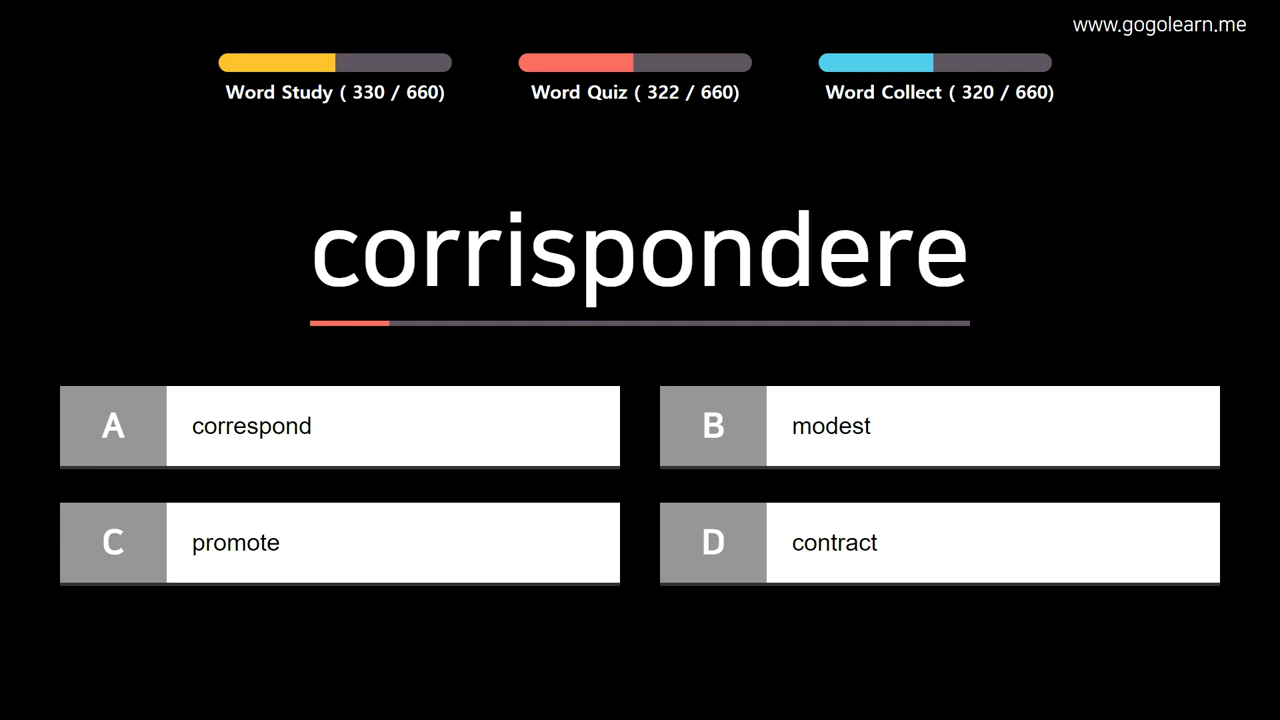 www.gogolearn.me
Word Study ( 330 / 660)
Word Quiz ( 322 / 660)
Word Collect ( 320 / 660)
corrispondere
A correspond
B modest
C promote
D contract